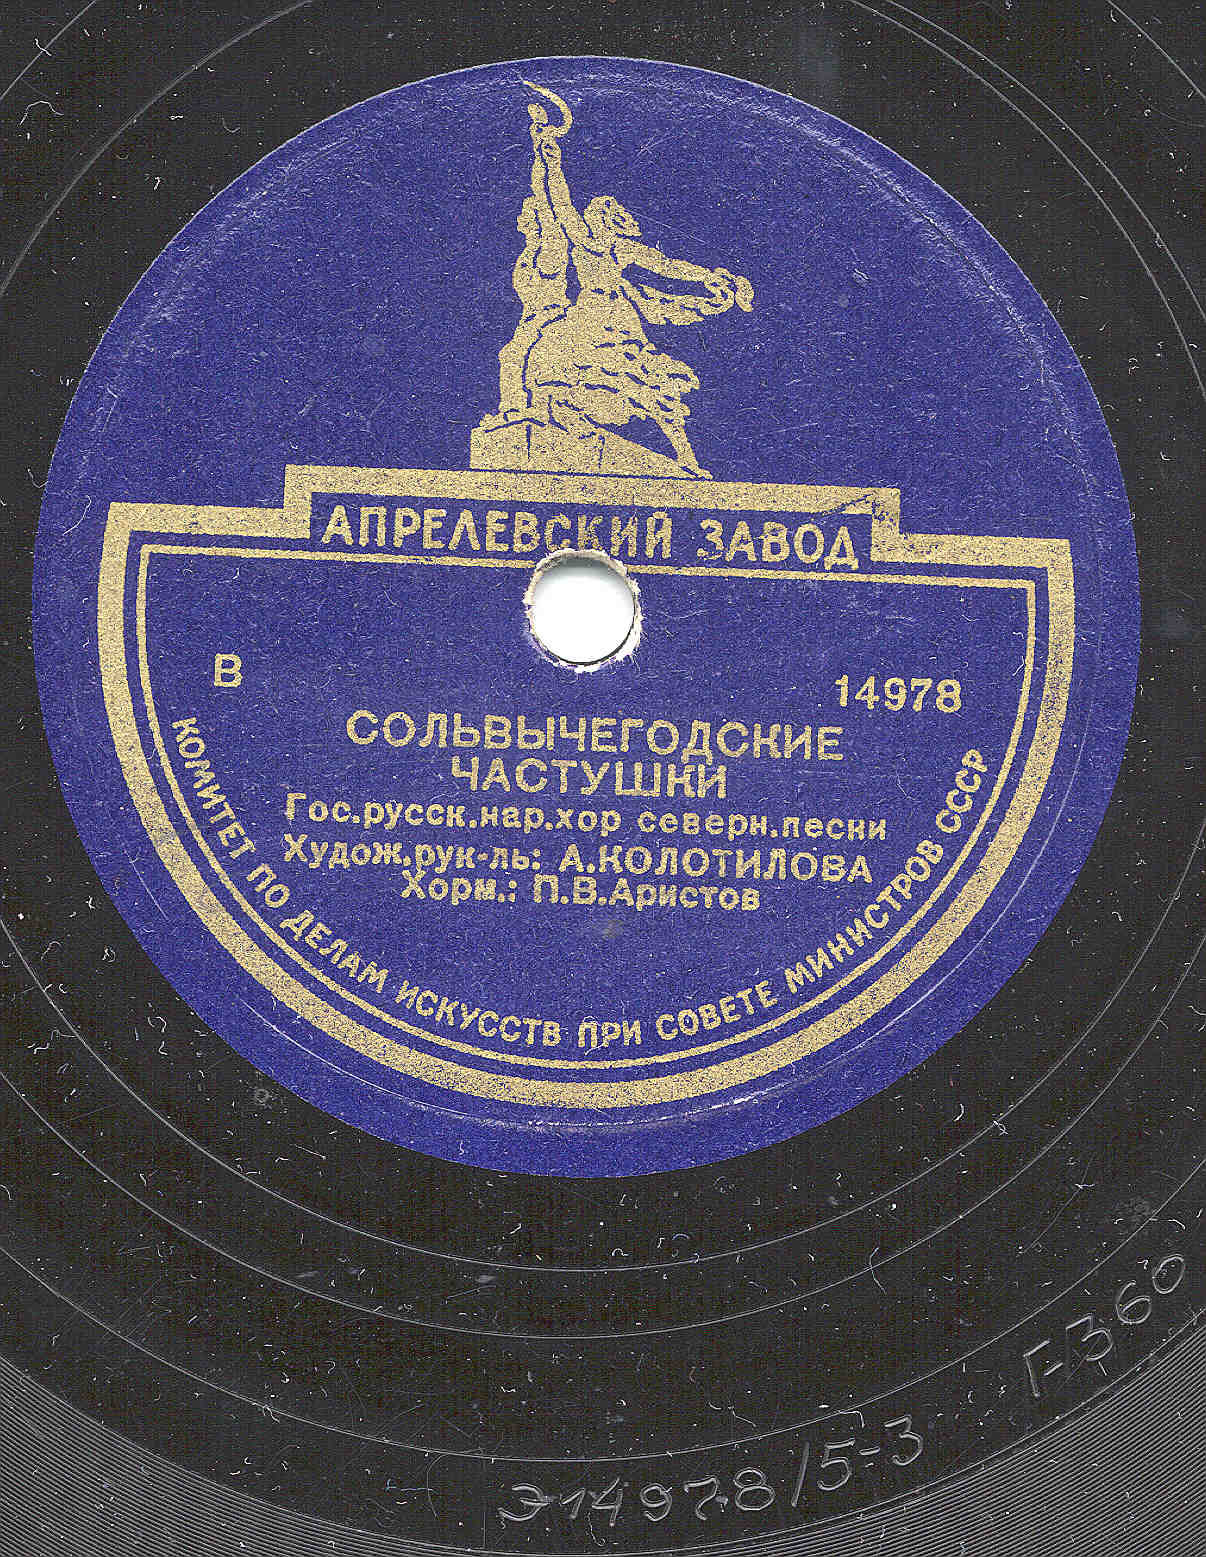 АПРЕЛЕВСКИЙ ЗАВОД
В
14978
СОЛЬВЫЧЕГОДСКИЕ
ЧАСТУШКИ
Гос.русск.нар.хор северн.песни
Худож.рук-ль: А.КОЛОТИЛОВА
Хорм.: П.В.Аристов
КОМИТЕТ ПО ДЕЛАМ ИСКУССТВ ПРИ СОВЕТЕ МИНИСТРОВ СССР
Э14978/5-3
Г-360